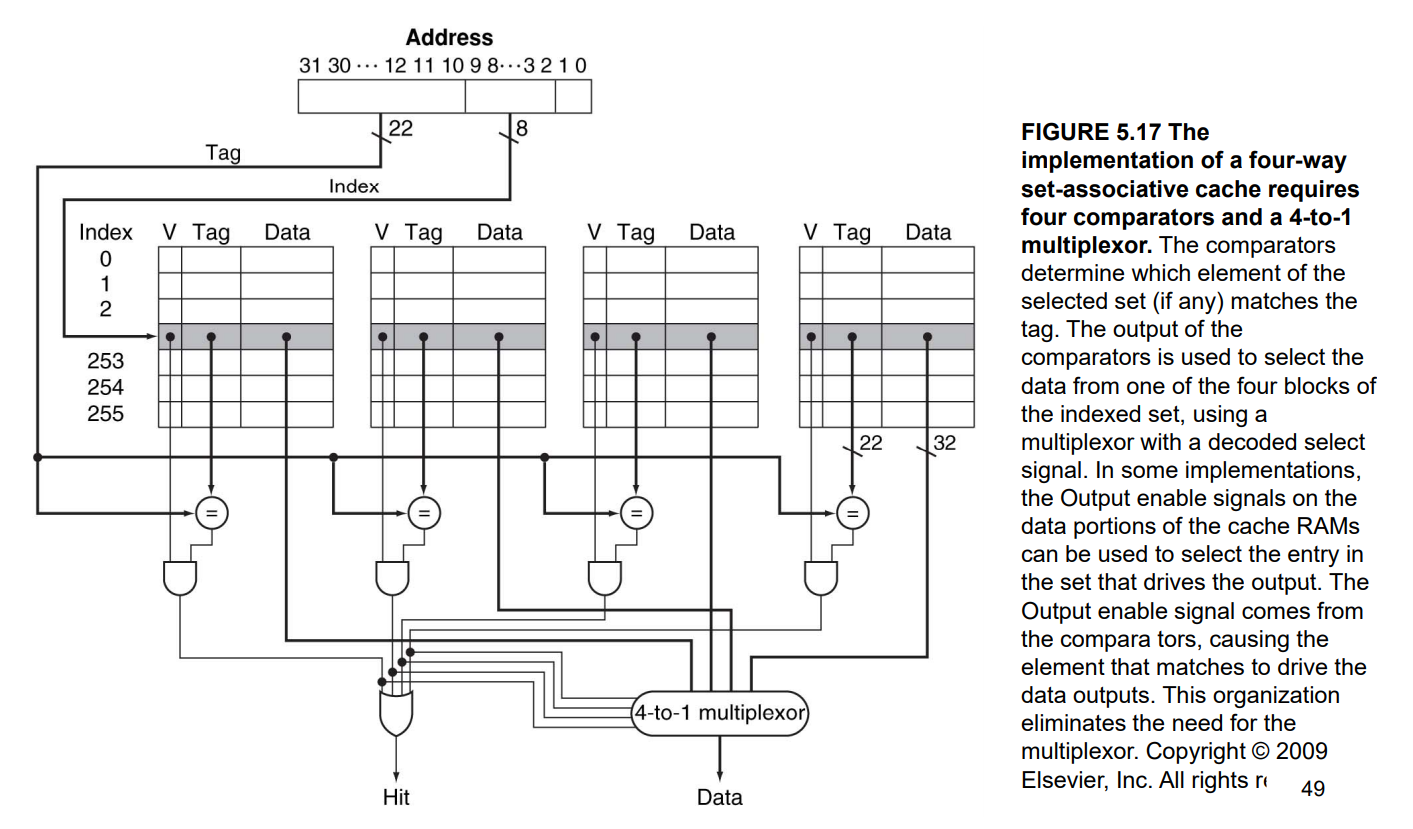 Address
31 30 ··· 12 11 10 9 8···3 2 1 0
22
8
Tag
Index
Index V Tag Data V Tag Data V Tag Data V Tag Data
0
1
2
253
254
255
22
32
= = = =
4-to-1 multiplexor
Hit
Data
FIGURE 5.17 The
implementation of a four-way
set-associative cache requires
four comparators and a 4-to-1
multiplexor. The comparators
determine which element of the
selected set (if any) matches the
tag. The output of the
comparators is used to select the
data from one of the four blocks of
the indexed set, using a
multiplexor with a decoded select
signal. In some implementations,
the Output enable signals on the
data portions of the cache RAMs
can be used to select the entry in
the set that drives the output. The
Output enable signal comes from
the compara tors, causing the
element that matches to drive the
data outputs. This organization
eliminates the need for the
multiplexor. Copyright © 2009
Elsevier, Inc. All rights
49